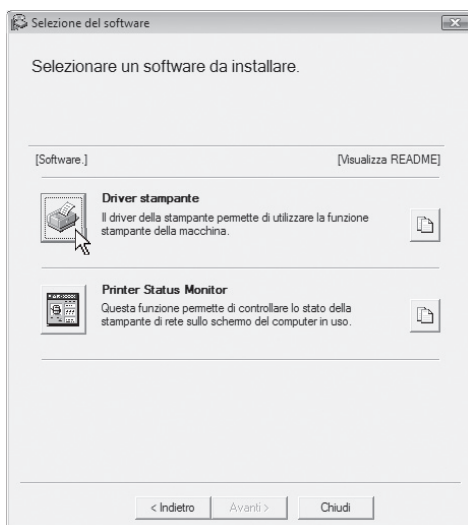 Selezione del software
Selezionare un software da installare.
[Software.] [Visualizza README]
Driver stampante
Il driver della stampante permette di utilizzare la funzione
stampante della macchina.
Printer Status Monitor
Questa funzione permette di controllare lo stato della
stampante di rete sullo schermo del computer in uso.
< Indietro Avanti > Chiudi